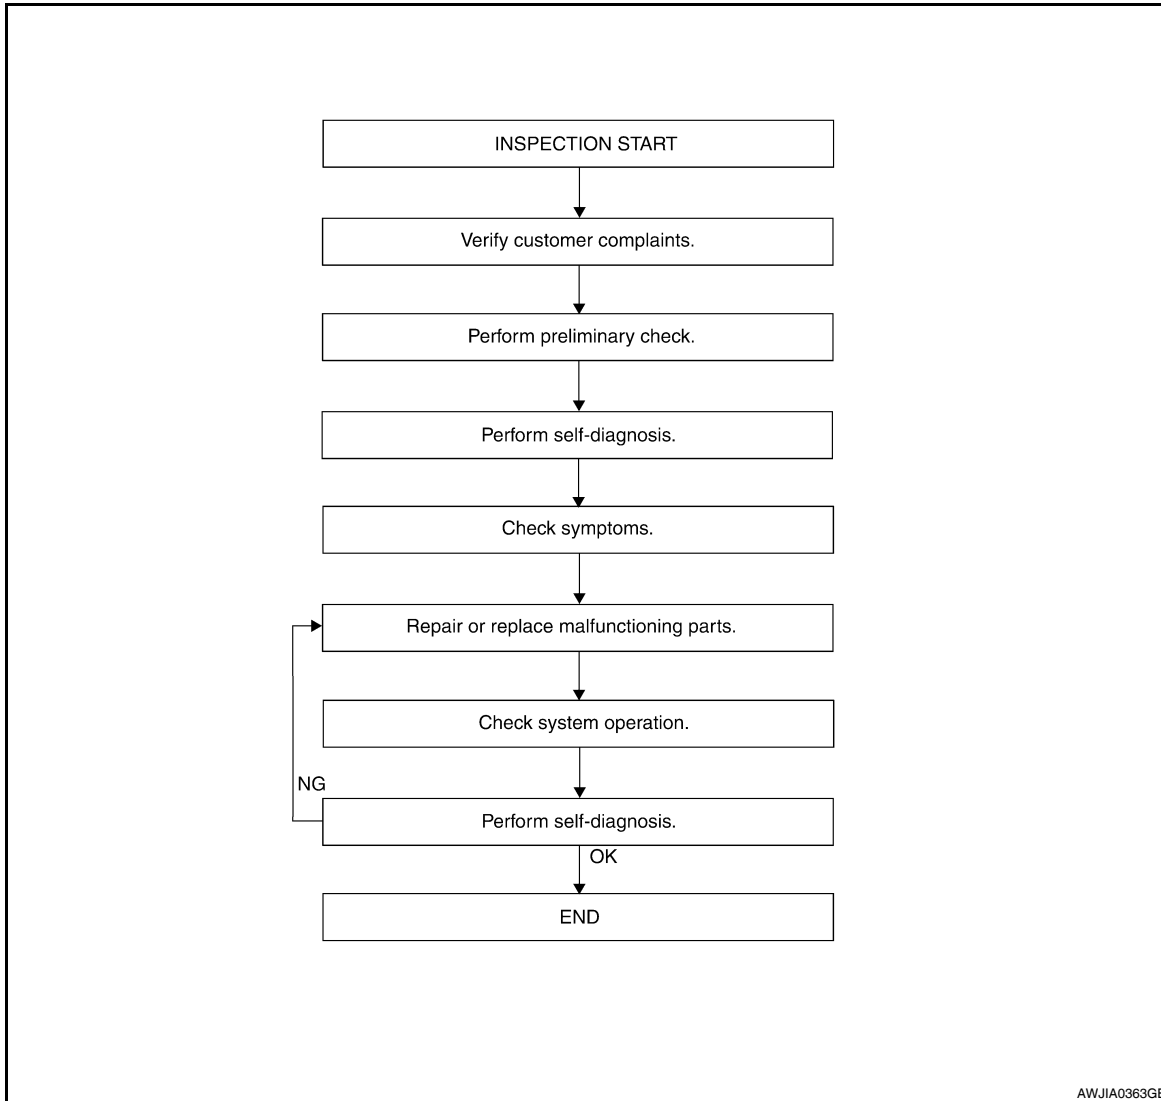 INSPECTION START
Verify customer complaints.
Perform preliminary check.
Perform self-diagnosis.
Check symptoms.
Repair or replace malfunctioning parts.
Check system operation.
NG
Perform self-diagnosis.
OK
END
AWJIA0363GB